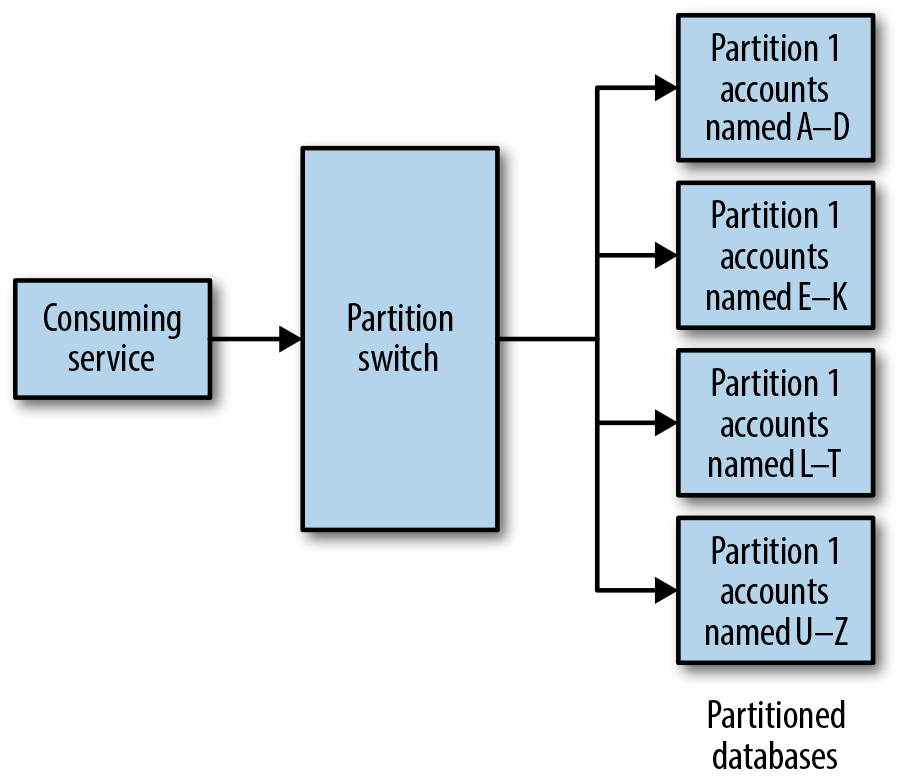 Consuming
service
Partition
switch
Partition 1
accounts
named A–D
Partition 1
accounts
named E–K
Partition 1
accounts
named L–T
Partition 1
accounts
named U–Z
Partitioned
databases